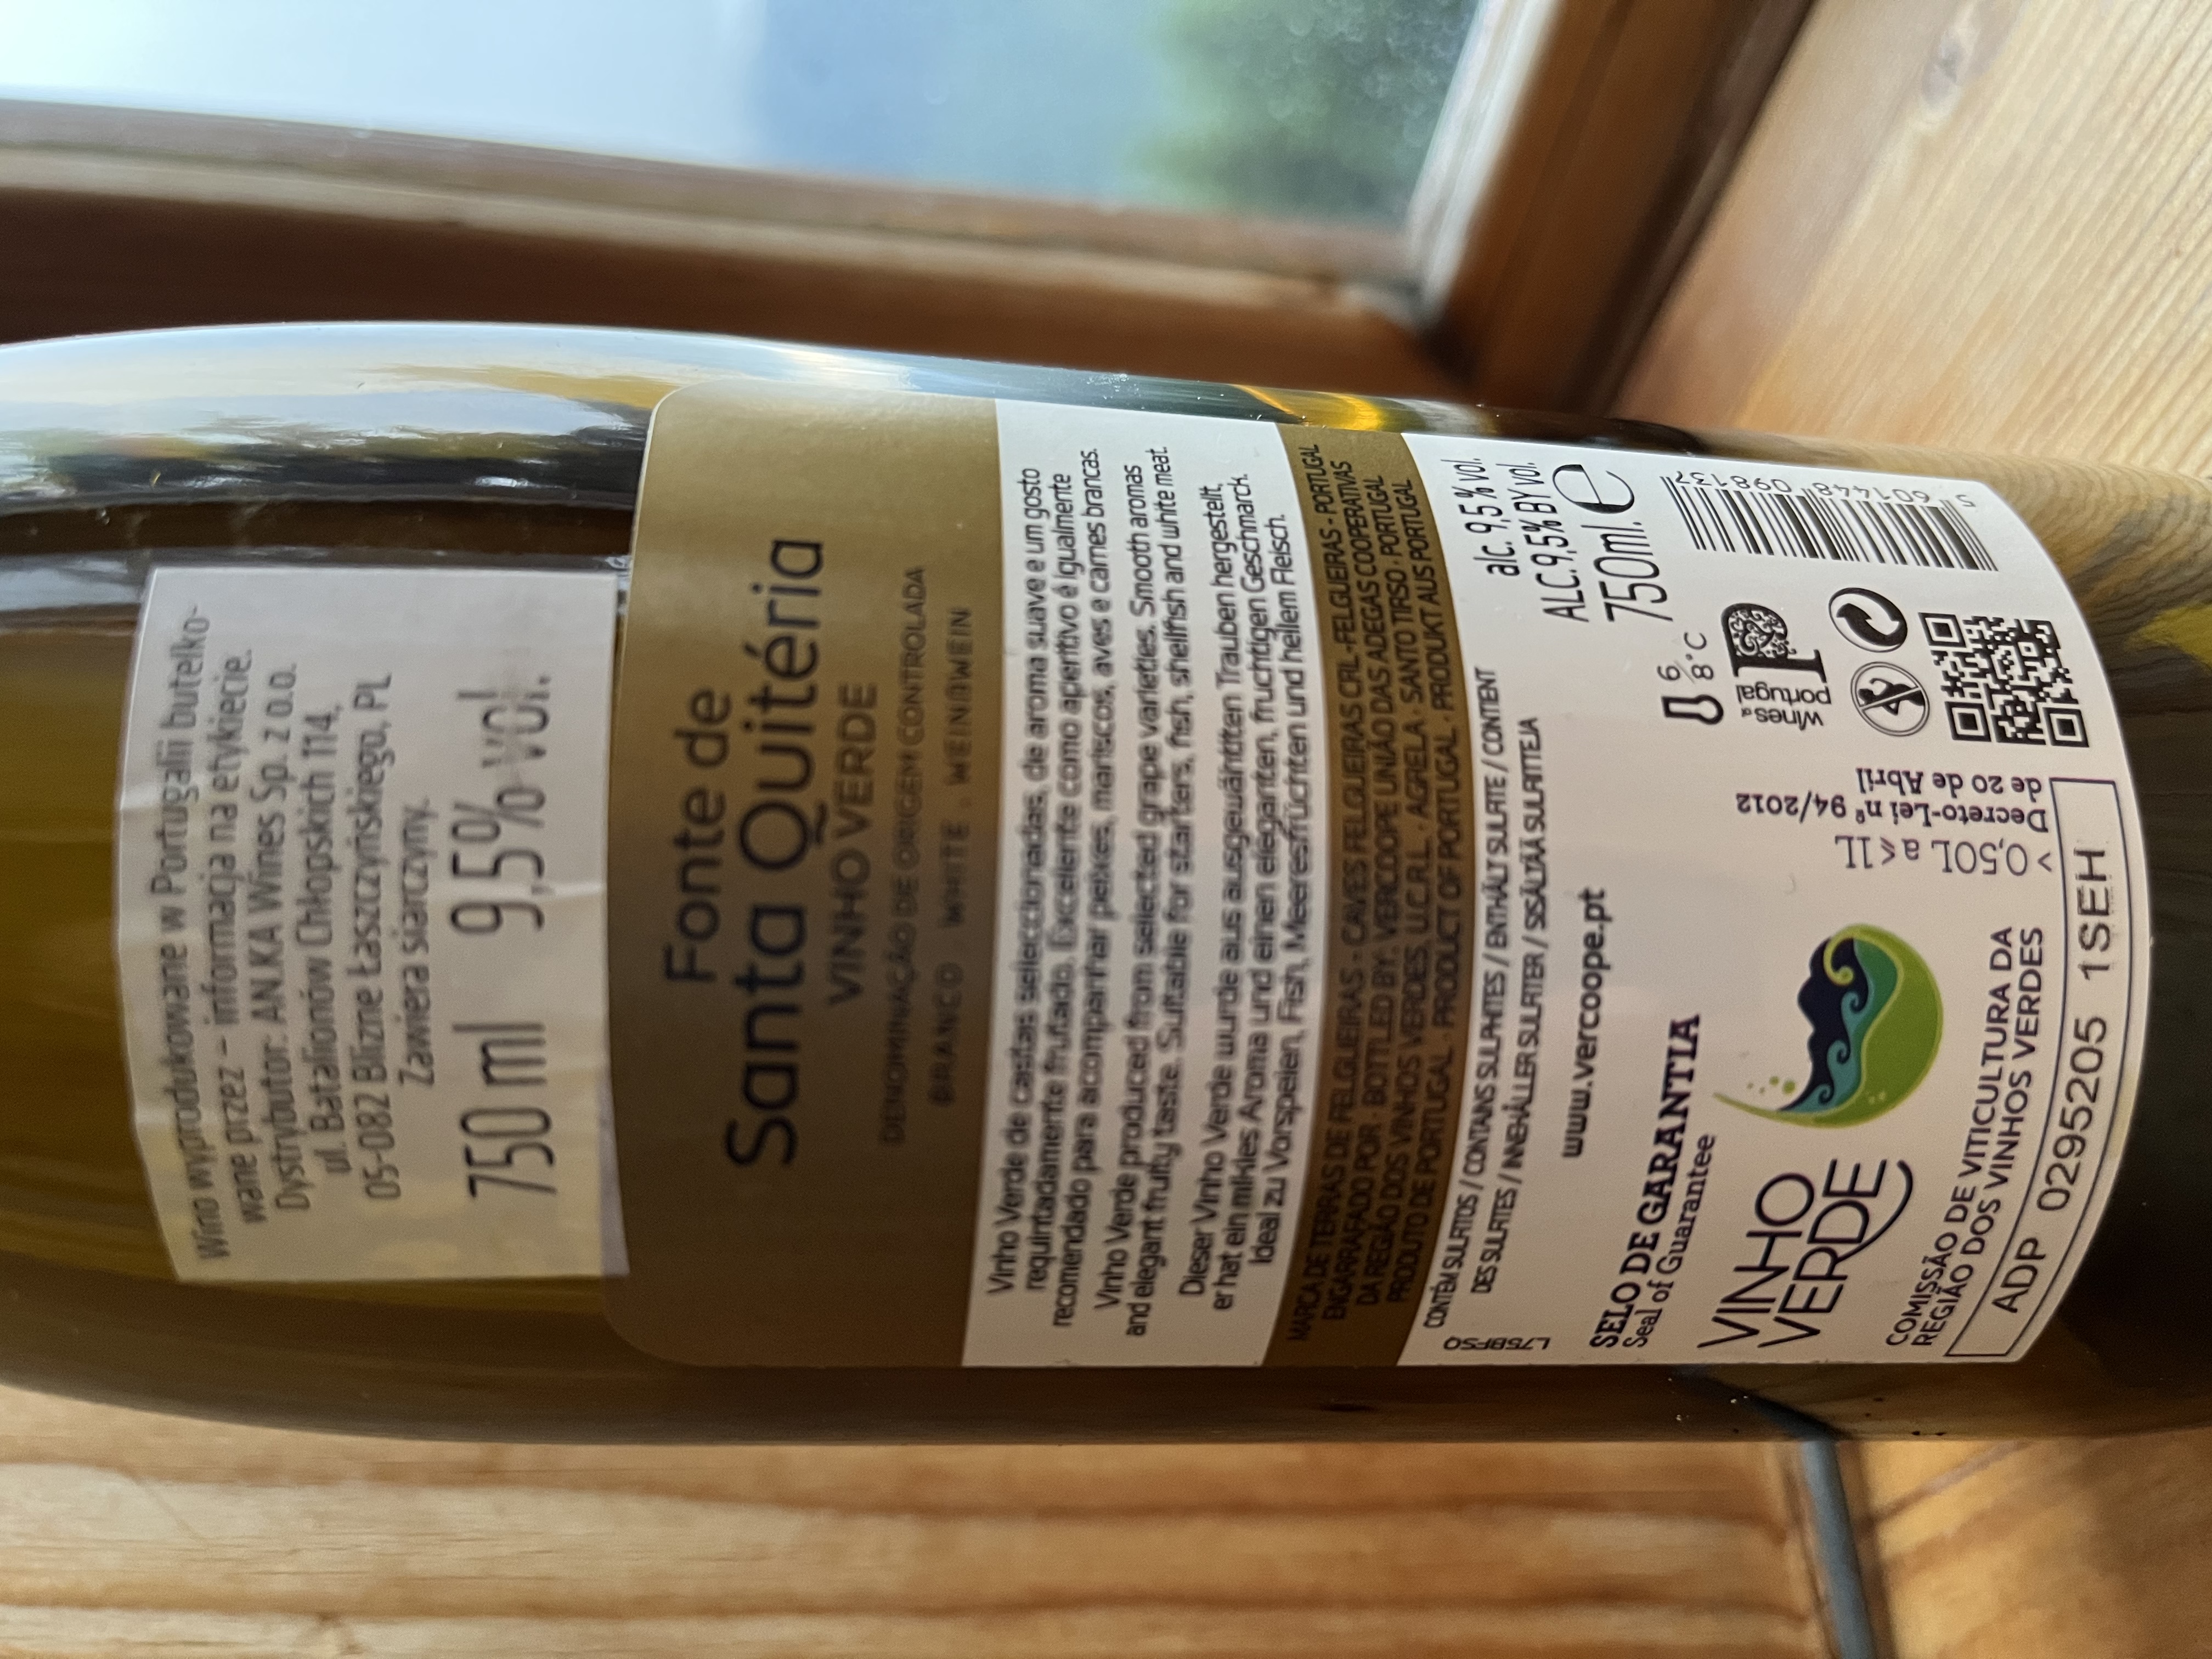 Wino wyprodukowane w Portugalii butelko-
wane przez – informacja na etykiecie.
Dystrybutor: AN.KA Wines Sp. z o.o.
ul. Batalionów Chłopskich 114,
05-082 Blizne Łaszczyńskiego, PL
Zawiera siarczyny.
750 ml 9,5% vol.
Fonte de
Santa Quitéria
VINHO VERDE
DENOMINAÇÃO DE ORIGEM CONTROLADA
BRANCO . WHITE . WEINßWEIN
Vinho Verde de castas seleccionadas, de aroma suave e um gosto
requintadamente frutado. Excelente como aperitivo é igualmente
recomendado para acompanhar peixes, mariscos, aves e carnes brancas.
Vinho Verde produced from selected grape varieties. Smooth aromas
and elegant fruity taste. Suitable for starters, fish, shellfish and white meat.
Dieser Vinho Verde wurde aus ausgewählten Trauben hergestellt,
er hat ein mildes Aroma und einen eleganten, fruchtigen Geschmarck.
Ideal zu Vorspeisen, Fish, Meeresfrüchten und hellem Fleisch.
MARCA DE TERRAS DE FELGUEIRAS - CAVES FELGUEIRAS CRL - FELGUEIRAS - PORTUGAL
ENGARRAFADO POR · BOTTLED BY: VERCOOPE UNIÃO DAS ADEGAS COOPERATIVAS
DA REGIÃO DOS VINHOS VERDES, U.C.R.L. · AGRELA · SANTO TIRSO · PORTUGAL
PRODUTO DE PORTUGAL · PRODUCT OF PORTUGAL · PRODUKT AUS PORTUGAL
CONTÉM SULFITOS / CONTAINS SULPHITES / ENTHÄLT SULFATE / CONTENT
DES SULFITES / INNEHÅLLER SULFITER / SISÄLTÄÄ SULFIITTEJA
alc. 9,5% vol.
ALC. 9,5% BY vol.
750ml. e
www.vercoope.pt
6/8°C
wines of
portugal
5 601448 098137
SELO DE GARANTIA
Seal of Guarantee
VINHO
VERDE
COMISSÃO DE VITICULTURA DA
REGIÃO DOS VINHOS VERDES
> 0,50L a ≤ 1L
Decreto-Lei nº 94/2012
de 20 de Abril
ADP 0295205 1SEH